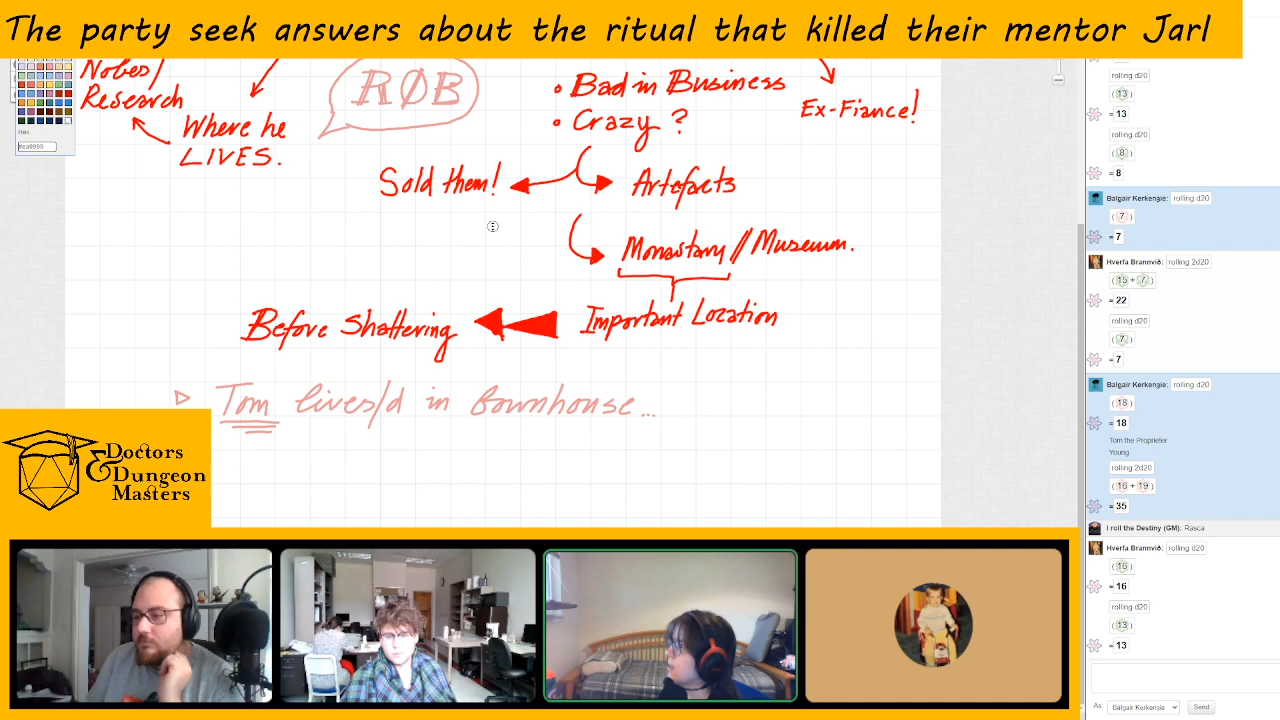 The party seek answers about the ritual that killed their mentor Jarl
Notes/
Research
Where he
LIVES.
RØB
• Bad in Business
• Crazy ?
Ex-Fiance!
Sold them!
Artefacts
Monastary // Museum.
Important Location
Before Shattering
Tom lives/d in townhouse...
Hex
#ea9999
Doctors
&
Dungeon
Masters
rolling d20
(13)
= 13
rolling d20
(8)
= 8
Balgair Kerkengie: rolling d20
(7)
= 7
Hverfa Brannvið: rolling 2d20
(15 + 7)
= 22
rolling d20
(7)
= 7
Balgair Kerkengie: rolling d20
(18)
= 18
Tom the Proprieter
Young
rolling 2d20
(16 + 19)
= 35
I roll the Destiny (GM): Rasca
Hverfa Brannvið: rolling d20
(16)
= 16
rolling d20
(13)
= 13
As: Balgair Kerkengie Send